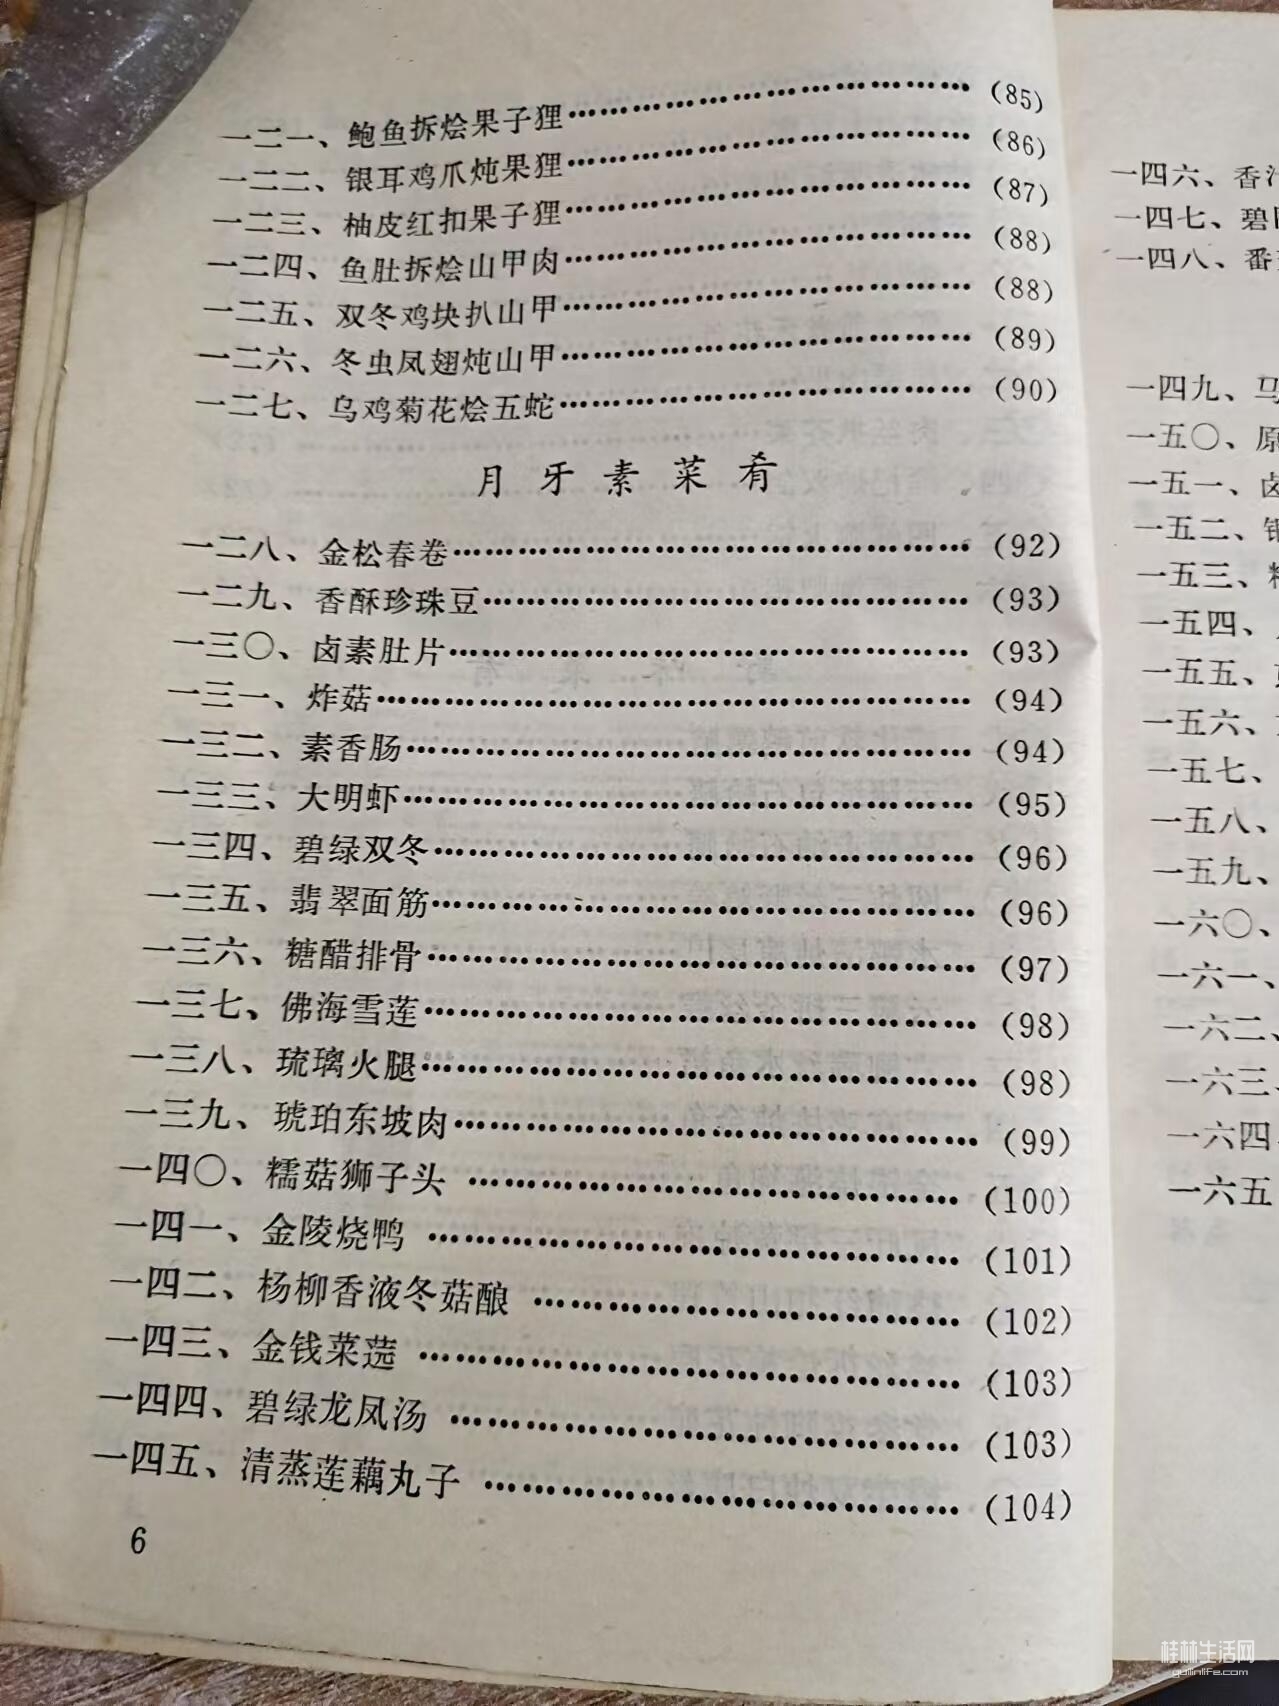 一二一、鲍鱼拆烩果子狸……………………………………(85)
一二二、银耳鸡爪炖果狸……………………………………(86)
一二三、柚皮红扣果子狸……………………………………(87)
一二四、鱼肚拆烩山甲肉……………………………………(88)
一二五、双冬鸡块扒山甲……………………………………(88)
一二六、冬虫凤翅炖山甲……………………………………(89)
一二七、乌鸡菊花烩五蛇……………………………………(90)
月牙素菜肴
一二八、金松春卷……………………………………………(92)
一二九、香酥珍珠豆…………………………………………(93)
一三〇、卤素肚片……………………………………………(93)
一三一、炸菇…………………………………………………(94)
一三二、素香肠………………………………………………(94)
一三三、大明虾………………………………………………(95)
一三四、碧绿双冬……………………………………………(96)
一三五、翡翠面筋……………………………………………(96)
一三六、糖醋排骨……………………………………………(97)
一三七、佛海雪莲……………………………………………(98)
一三八、琉璃火腿……………………………………………(98)
一三九、琥珀东坡肉…………………………………………(99)
一四〇、糯菇狮子头 ………………………………………(100)
一四一、金陵烧鸭 …………………………………………(101)
一四二、杨柳香液冬菇酿 …………………………………(102)
一四三、金钱菜莲 …………………………………………(103)
一四四、碧绿龙凤汤 ………………………………………(103)
一四五、清蒸莲藕丸子 ……………………………………(104)
6
一四六、香
一四七、碧
一四八、番
一四九、马
一五〇、原
一五一、卤
一五二、银
一五三、
一五四、
一五五、
一五六、
一五七、
一五八、
一五九、
一六〇、
一六一、
一六二、
一六三、
一六四、
一六五
桂林生活网
guilinlife.com